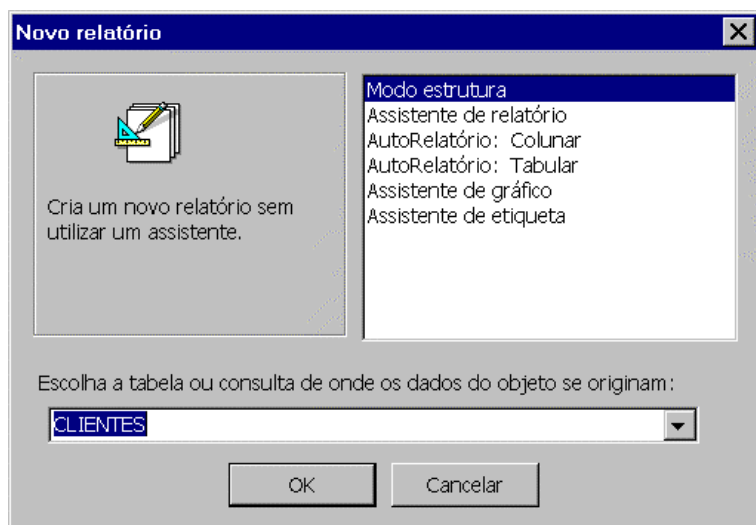 Novo relatório
Cria um novo relatório sem
utilizar um assistente.
Modo estrutura
Assistente de relatório
AutoRelatório: Colunar
AutoRelatório: Tabular
Assistente de gráfico
Assistente de etiqueta
Escolha a tabela ou consulta de onde os dados do objeto se originam:
CLIENTES
OK
Cancelar